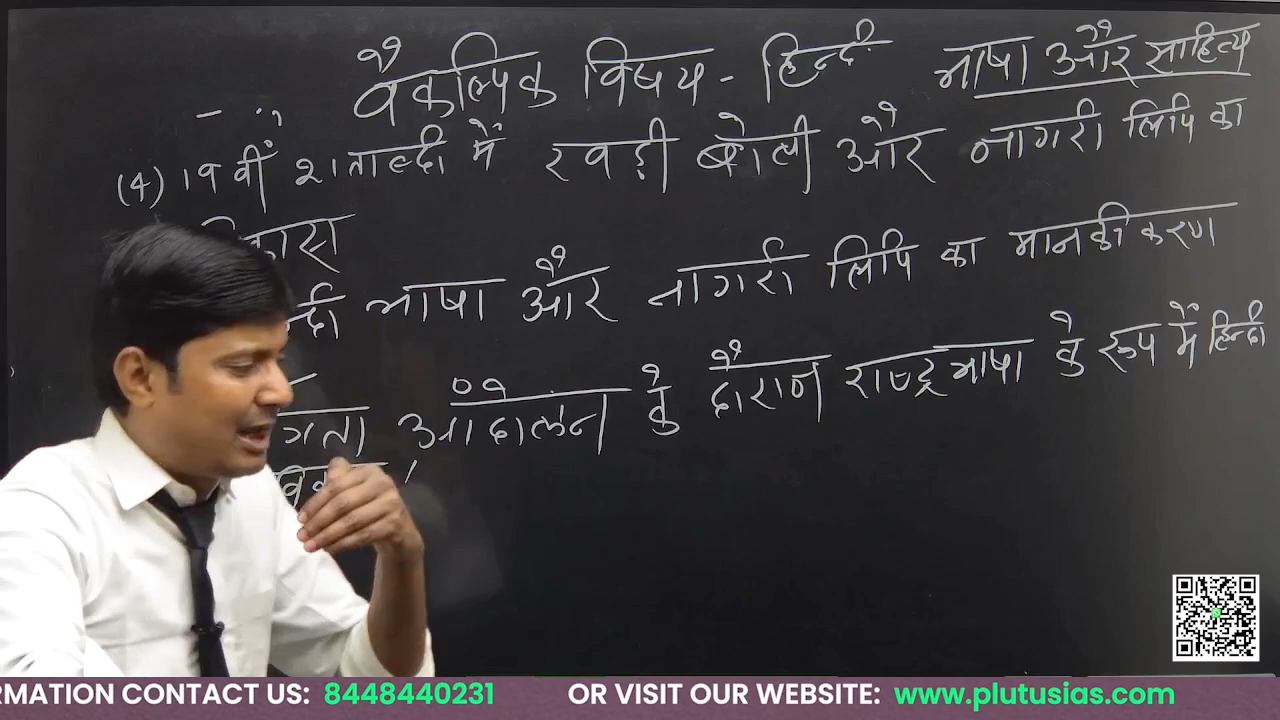 वैकल्पिक विषय - हिन्दी भाषा और साहित्य
(4) 19वीं शताब्दी में खड़ी बोली और नागरी लिपि का
भाषा और नागरी लिपि का मानकीकरण
आंदोलन के दौरान राष्ट्रभाषा के रूप में हिन्दी
RMATION CONTACT US: 8448440231 OR VISIT OUR WEBSITE: www.plutusias.com